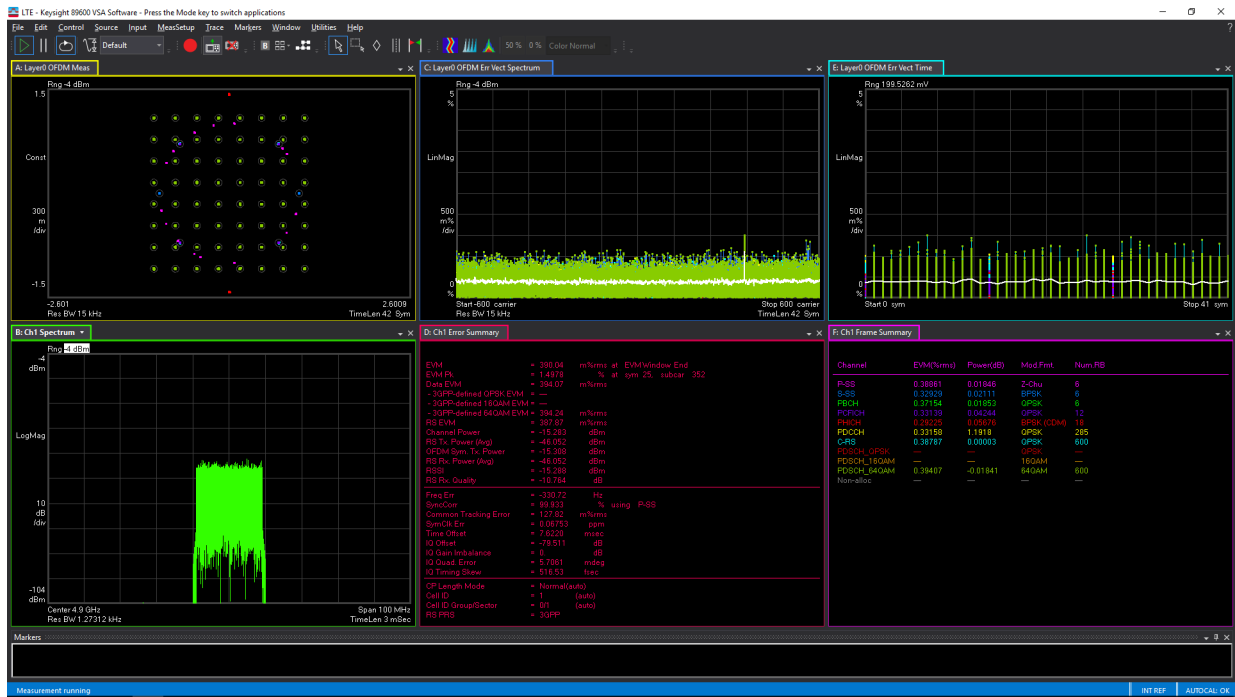 LTE - Keysight 89600 VSA Software - Press the Mode key to switch applications
File Edit Control Source Input MeasSetup Trace Markers Window Utilities Help
Default
50 % 0 % Color Normal
A: Layer0 OFDM Meas
Rng -4 dBm
1.5
Const
300
m
/div
-1.5
-2.601 2.6009
Res BW 15 kHz TimeLen 42 Sym
C: Layer0 OFDM Err Vect Spectrum
Rng -4 dBm
5
%
LinMag
500
m%
/div
0
%
Start -600 carrier Stop 600 carrier
Res BW 15 kHz TimeLen 42 Sym
E: Layer0 OFDM Err Vect Time
Rng 199.5262 mV
5
%
LinMag
500
m%
/div
0
%
Start 0 sym Stop 41 sym
B: Ch1 Spectrum
Rng -4 dBm
-4
dBm
LogMag
10
dB
/div
-104
dBm
Center 4.9 GHz Span 100 MHz
Res BW 1.27312 kHz TimeLen 3 mSec
D: Ch1 Error Summary
EVM = 390.04 m%rms at EVMWindow End
EVM Pk = 1.4979 % at sym 25, subcar 352
Data EVM = 394.07 m%rms
- 3GPP-defined QPSK EVM = —
- 3GPP-defined 16QAM EVM = —
- 3GPP-defined 64QAM EVM = 394.24 m%rms
RS EVM = 387.87 m%rms
Channel Power = -15.283 dBm
RS Tx. Power (Avg) = -46.052 dBm
OFDM Sym. Tx. Power = -15.388 dBm
RS Rx. Power (Avg) = -46.052 dBm
RSSI = -15.288 dBm
RS Rx. Quality = -10.764 dB
Freq Err = -330.72 Hz
SyncCorr = 99.933 % using P-SS
Common Tracking Error = 127.82 m%rms
SymClk Err = 0.06753 ppm
Time Offset = 7.8220 msec
IQ Offset = -79.511 dB
IQ Gain Imbalance = 0. dB
IQ Quad. Error = 5.7061 mdeg
IQ Timing Skew = 516.53 fsec
CP Length Mode = Normal(auto)
Cell ID = 1 (auto)
Cell ID Group/Sector = 0/1 (auto)
RS PRS = 3GPP
F: Ch1 Frame Summary
Channel EVM(%rms) Power(dB) Mod.Fmt. Num.RB
P-SS 0.38861 0.01846 Z-Chu 6
S-SS 0.32929 0.02111 BPSK 6
PBCH 0.37154 0.01853 QPSK 6
PCFICH 0.33139 0.04244 QPSK 12
PHICH 0.29225 0.05676 BPSK (CDM) 18
PDCCH 0.33158 1.1918 QPSK 285
C-RS 0.38787 0.00003 QPSK 600
PDSCH_QPSK — — QPSK —
PDSCH_16QAM — — 16QAM —
PDSCH_64QAM 0.39407 -0.01841 64QAM 600
Non-alloc — — — —
Markers
Measurement running INT REF AUTOCAL: OK